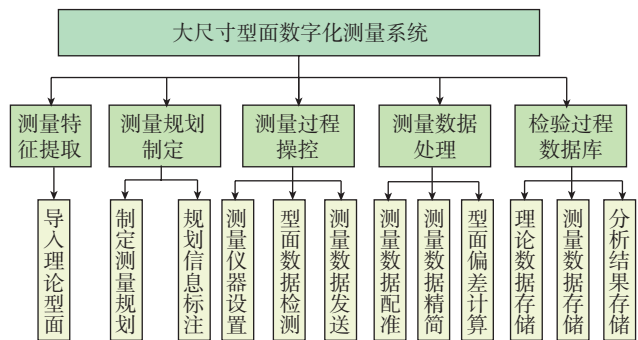 大尺寸型面数字化测量系统
测量特
征提取
测量规划
制定
测量过程
操控
测量数据
处理
检验过程
数据库
导入理论型面
制定测量规划
规划信息标注
测量仪器设置
型面数据检测
测量数据发送
测量数据配准
测量数据精简
型面偏差计算
理论数据存储
测量数据存储
分析结果存储